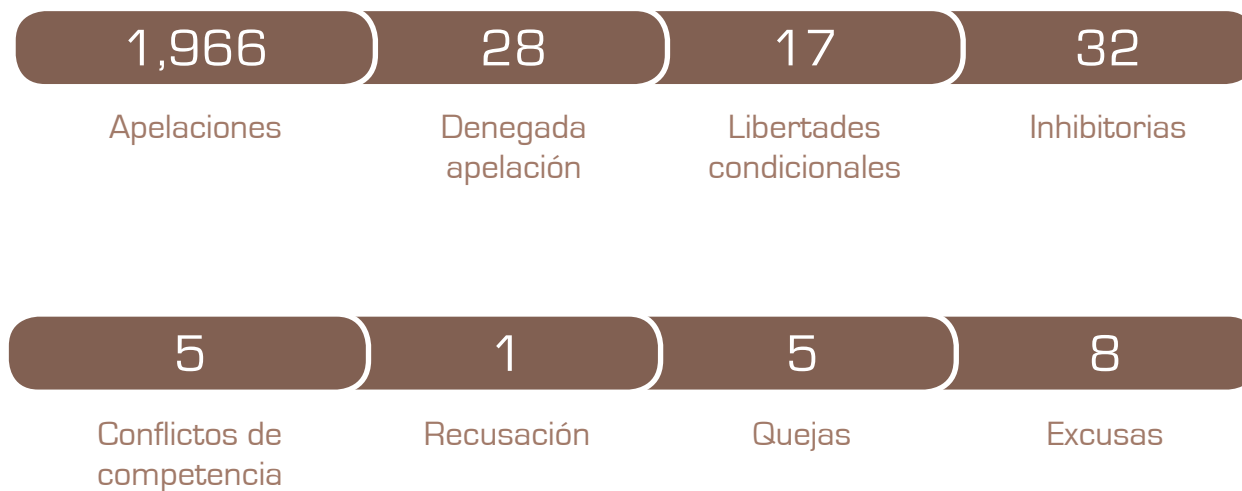 1,966 28 17 32
Apelaciones Denegada apelación Libertades condicionales Inhibitorias
5 1 5 8
Conflictos de competencia Recusación Quejas Excusas